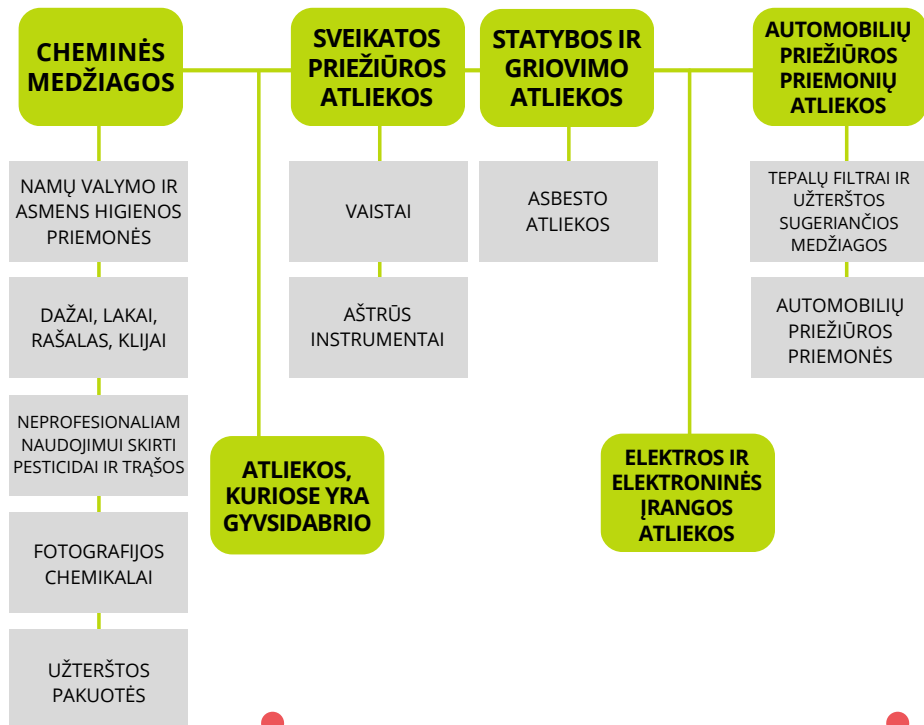 CHEMINĖS
MEDŽIAGOS
NAMŲ VALYMO IR
ASMENS HIGIENOS
PRIEMONĖS
DAŽAI, LAKAI,
RAŠALAS, KLIJAI
NEPROFESIONALIAM
NAUDOJIMUI SKIRTI
PESTICIDAI IR TRĄŠOS
FOTOGRAFIJOS
CHEMIKALAI
UŽTERŠTOS
PAKUOTĖS
ATLIEKOS,
KURIOSE YRA
GYVSIDABRIO
SVEIKATOS
PRIEŽIŪROS
ATLIEKOS
VAISTAI
AŠTRŪS
INSTRUMENTAI
STATYBOS IR
GRIOVIMO
ATLIEKOS
ASBESTO
ATLIEKOS
ELEKTROS IR
ELEKTRONINĖS
ĮRANGOS
ATLIEKOS
AUTOMOBILIŲ
PRIEŽIŪROS
PRIEMONIŲ
ATLIEKOS
TEPALŲ FILTRAI IR
UŽTERŠTOS
SUGERIANČIOS
MEDŽIAGOS
AUTOMOBILIŲ
PRIEŽIŪROS
PRIEMONĖS